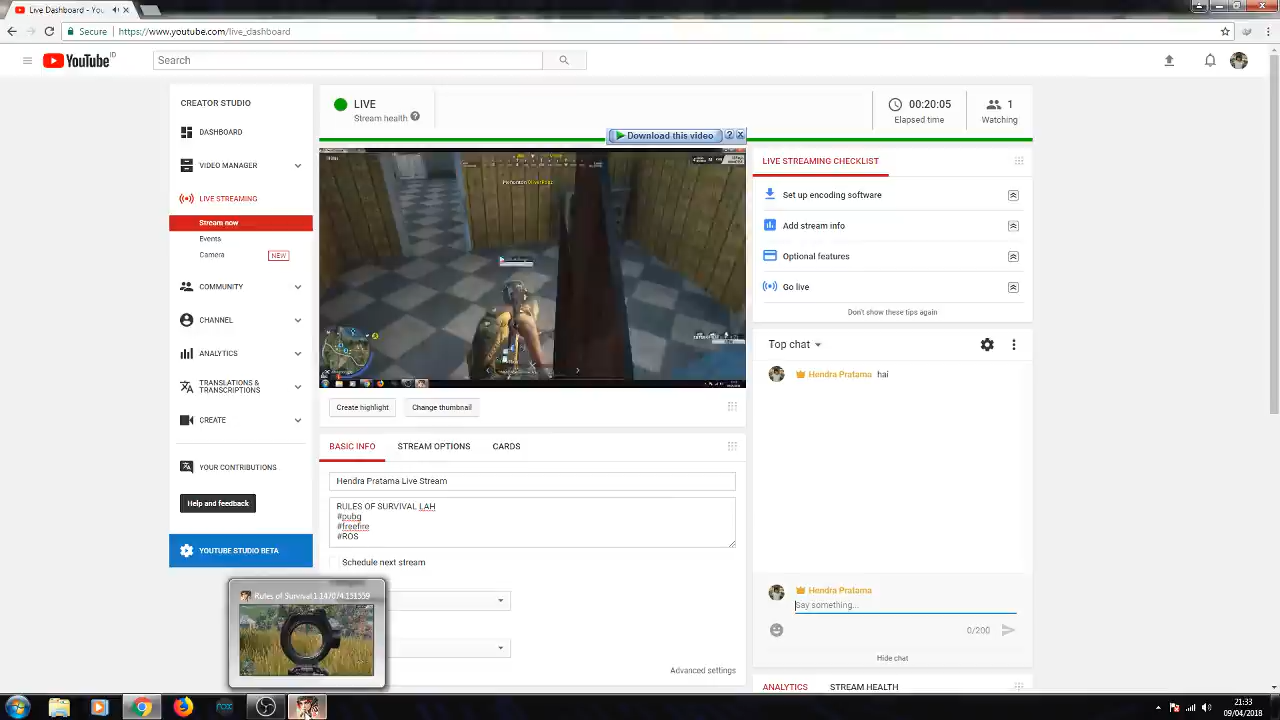 Live Dashboard - You
Secure
https://www.youtube.com/live_dashboard
YouTube ID
Search
CREATOR STUDIO
DASHBOARD
VIDEO MANAGER
LIVE STREAMING
Stream now
Events
Camera
NEW
COMMUNITY
CHANNEL
ANALYTICS
TRANSLATIONS &
TRANSCRIPTIONS
CREATE
YOUR CONTRIBUTIONS
Help and feedback
YOUTUBE STUDIO BETA
LIVE
Stream health
00:20:05
Elapsed time
1
Watching
Download this video
Create highlight
Change thumbnail
BASIC INFO
STREAM OPTIONS
CARDS
Hendra Pratama Live Stream
RULES OF SURVIVAL LAH
#pubg
#freefire
#ROS
Schedule next stream
Advanced settings
LIVE STREAMING CHECKLIST
Set up encoding software
Add stream info
Optional features
Go live
Don't show these tips again
Top chat
Hendra Pratama hai
Hendra Pratama
Say something...
0/200
Hide chat
ANALYTICS
STREAM HEALTH
Rules of Survival 1.147074.151559
21:33
09/04/2018